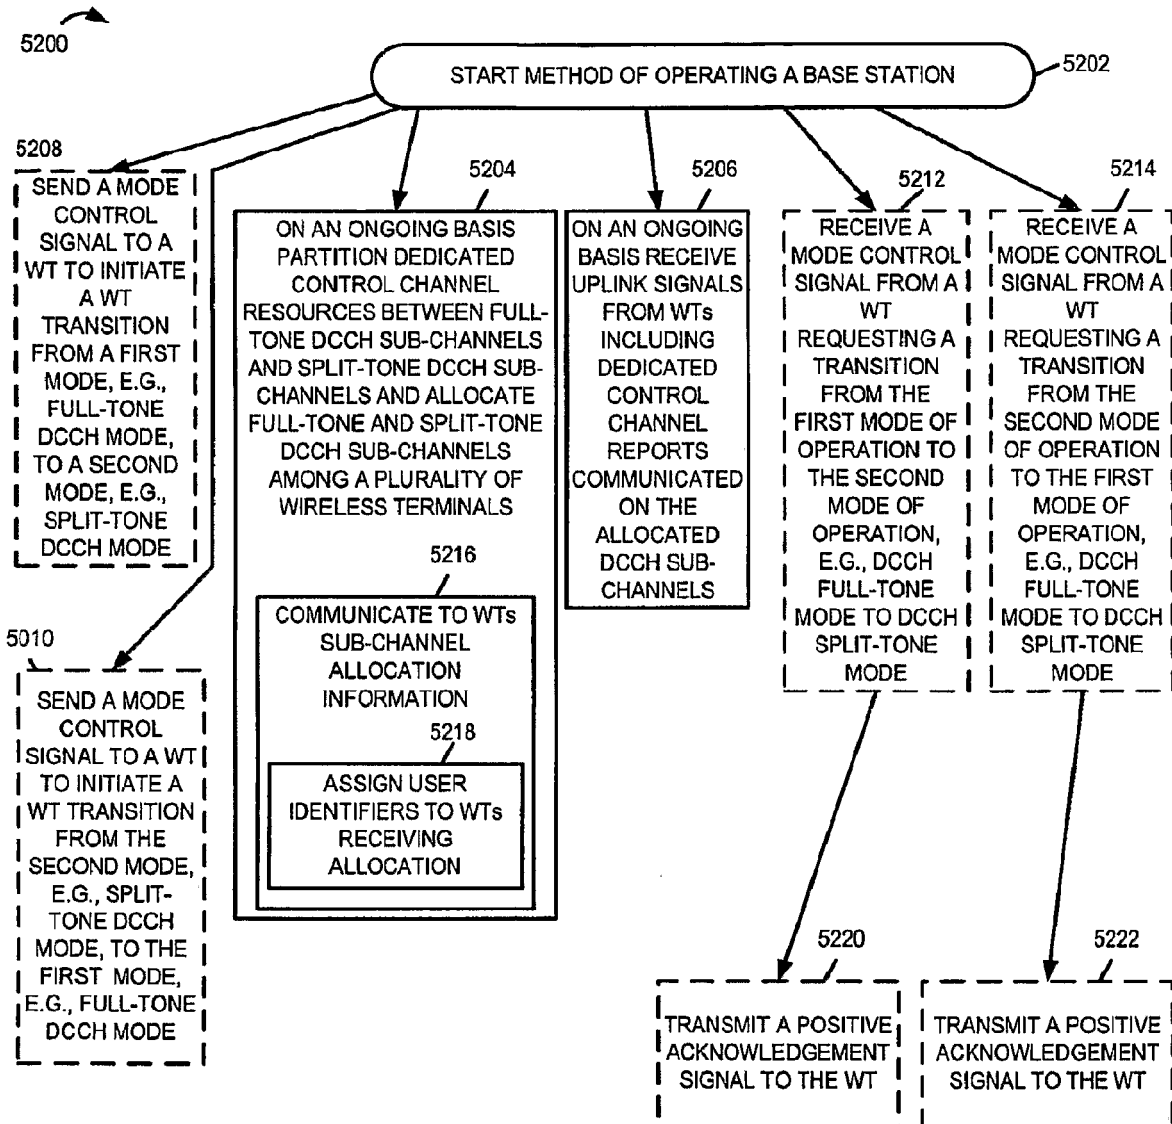 5200
START METHOD OF OPERATING A BASE STATION
5202
5208
SEND A MODE
CONTROL
SIGNAL TO A
WT TO INITIATE
A WT
TRANSITION
FROM A FIRST
MODE, E.G.,
FULL-TONE
DCCH MODE,
TO A SECOND
MODE, E.G.,
SPLIT-TONE
DCCH MODE
5010
SEND A MODE
CONTROL
SIGNAL TO A WT
TO INITIATE A
WT TRANSITION
FROM THE
SECOND MODE,
E.G., SPLIT-
TONE DCCH
MODE, TO THE
FIRST MODE,
E.G., FULL-TONE
DCCH MODE
5204
ON AN ONGOING BASIS
PARTITION DEDICATED
CONTROL CHANNEL
RESOURCES BETWEEN FULL-
TONE DCCH SUB-CHANNELS
AND SPLIT-TONE DCCH SUB-
CHANNELS AND ALLOCATE
FULL-TONE AND SPLIT-TONE
DCCH SUB-CHANNELS
AMONG A PLURALITY OF
WIRELESS TERMINALS
5216
COMMUNICATE TO WTs
SUB-CHANNEL
ALLOCATION
INFORMATION
5218
ASSIGN USER
IDENTIFIERS TO WTs
RECEIVING
ALLOCATION
5206
ON AN ONGOING
BASIS RECEIVE
UPLINK SIGNALS
FROM WTs
INCLUDING
DEDICATED
CONTROL
CHANNEL
REPORTS
COMMUNICATED
ON THE
ALLOCATED
DCCH SUB-
CHANNELS
5212
RECEIVE A
MODE CONTROL
SIGNAL FROM A
WT
REQUESTING A
TRANSITION
FROM THE
FIRST MODE OF
OPERATION TO
THE SECOND
MODE OF
OPERATION,
E.G., DCCH
FULL-TONE
MODE TO DCCH
SPLIT-TONE
MODE
5214
RECEIVE A
MODE CONTROL
SIGNAL FROM A
WT
REQUESTING A
TRANSITION
FROM THE
SECOND MODE
OF OPERATION
TO THE FIRST
MODE OF
OPERATION,
E.G., DCCH
FULL-TONE
MODE TO DCCH
SPLIT-TONE
MODE
5220
TRANSMIT A POSITIVE
ACKNOWLEDGEMENT
SIGNAL TO THE WT
5222
TRANSMIT A POSITIVE
ACKNOWLEDGEMENT
SIGNAL TO THE WT